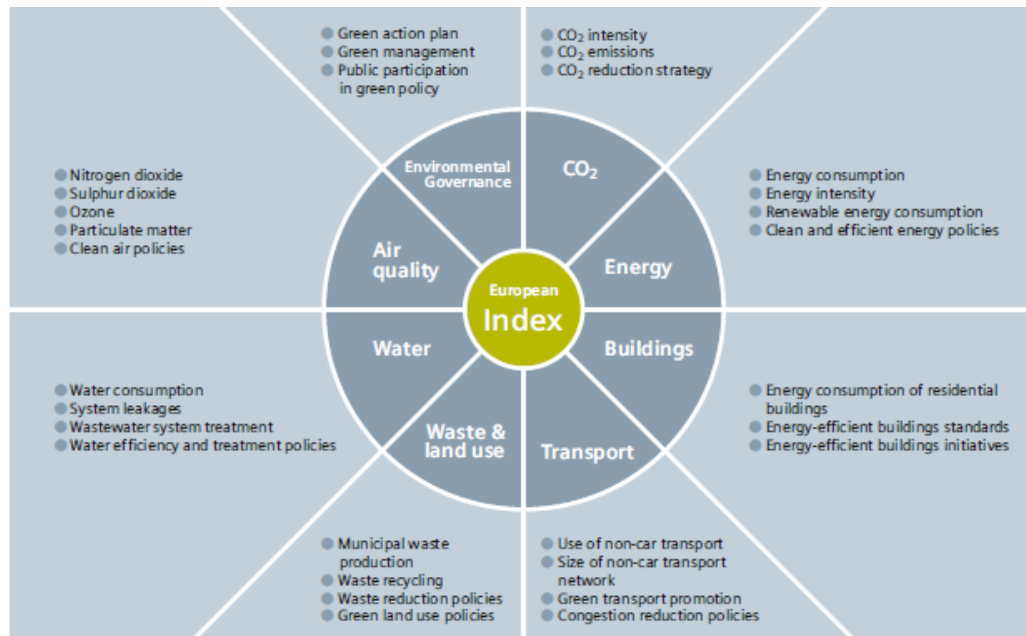 Green action plan
Green management
Public participation
in green policy
CO₂ intensity
CO₂ emissions
CO₂ reduction strategy
Nitrogen dioxide
Sulphur dioxide
Ozone
Particulate matter
Clean air policies
Environmental
Governance
CO₂
Energy consumption
Energy intensity
Renewable energy consumption
Clean and efficient energy policies
Air
quality
Energy
European
Index
Water
Buildings
Water consumption
System leakages
Wastewater system treatment
Water efficiency and treatment policies
Waste &
land use
Transport
Energy consumption of residential
buildings
Energy-efficient buildings standards
Energy-efficient buildings initiatives
Municipal waste
production
Waste recycling
Waste reduction policies
Green land use policies
Use of non-car transport
Size of non-car transport
network
Green transport promotion
Congestion reduction policies